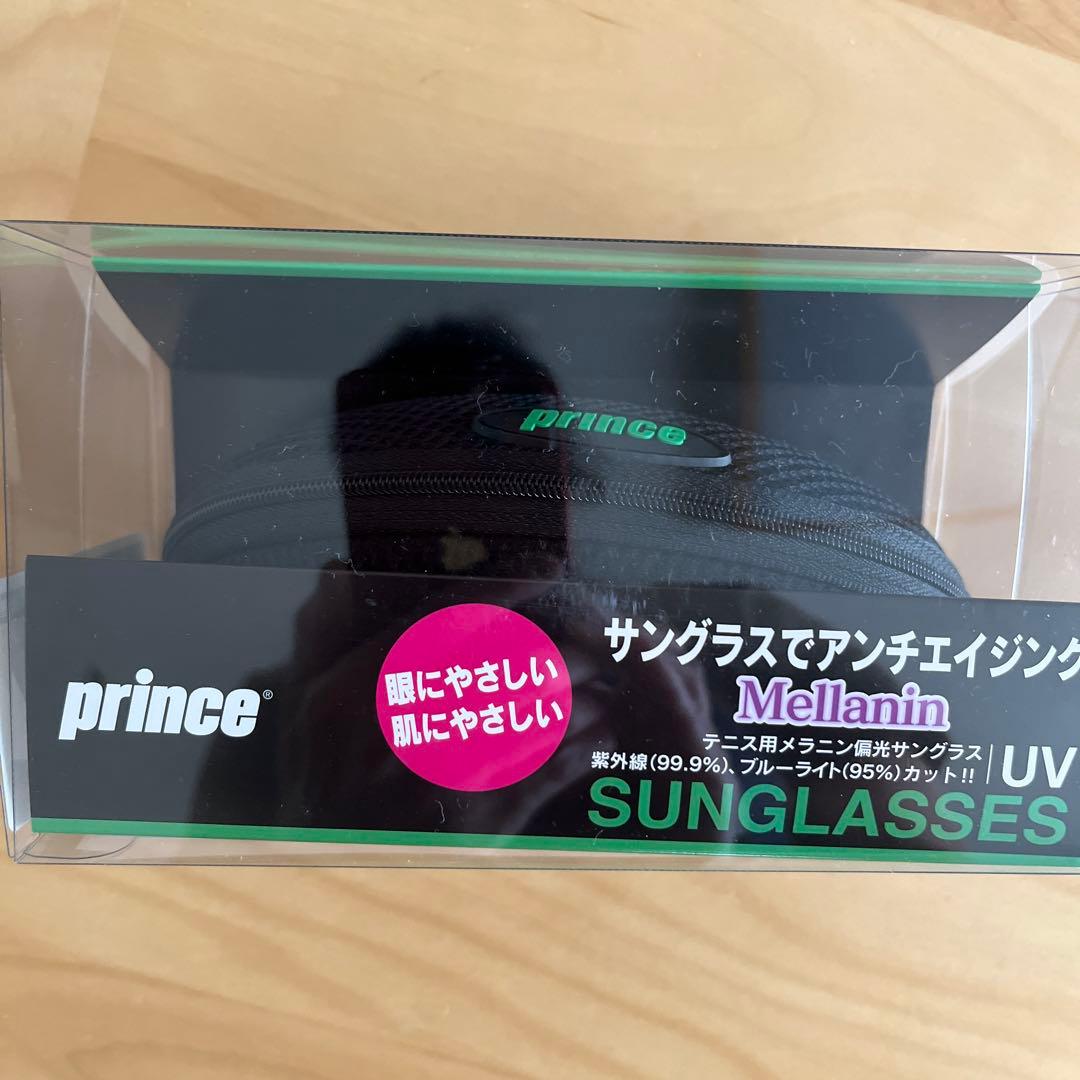 prince
prince®
眼にやさしい
肌にやさしい
サングラスでアンチエイジング
Mellanin
テニス用メラニン偏光サングラス
紫外線(99.9%)、ブルーライト(95%)カット!!
UV
SUNGLASSES